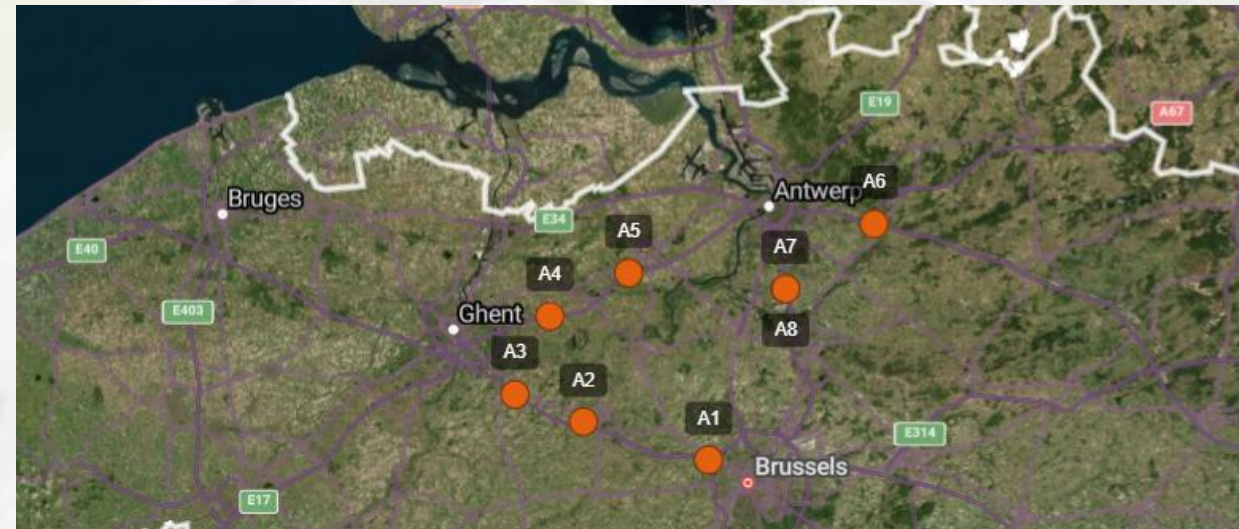 E19
A67
A6
Antwerp
Bruges
E34
A5
E40
A7
A4
E403
Ghent
A8
A3
A2
A1
E314
Brussels
E17